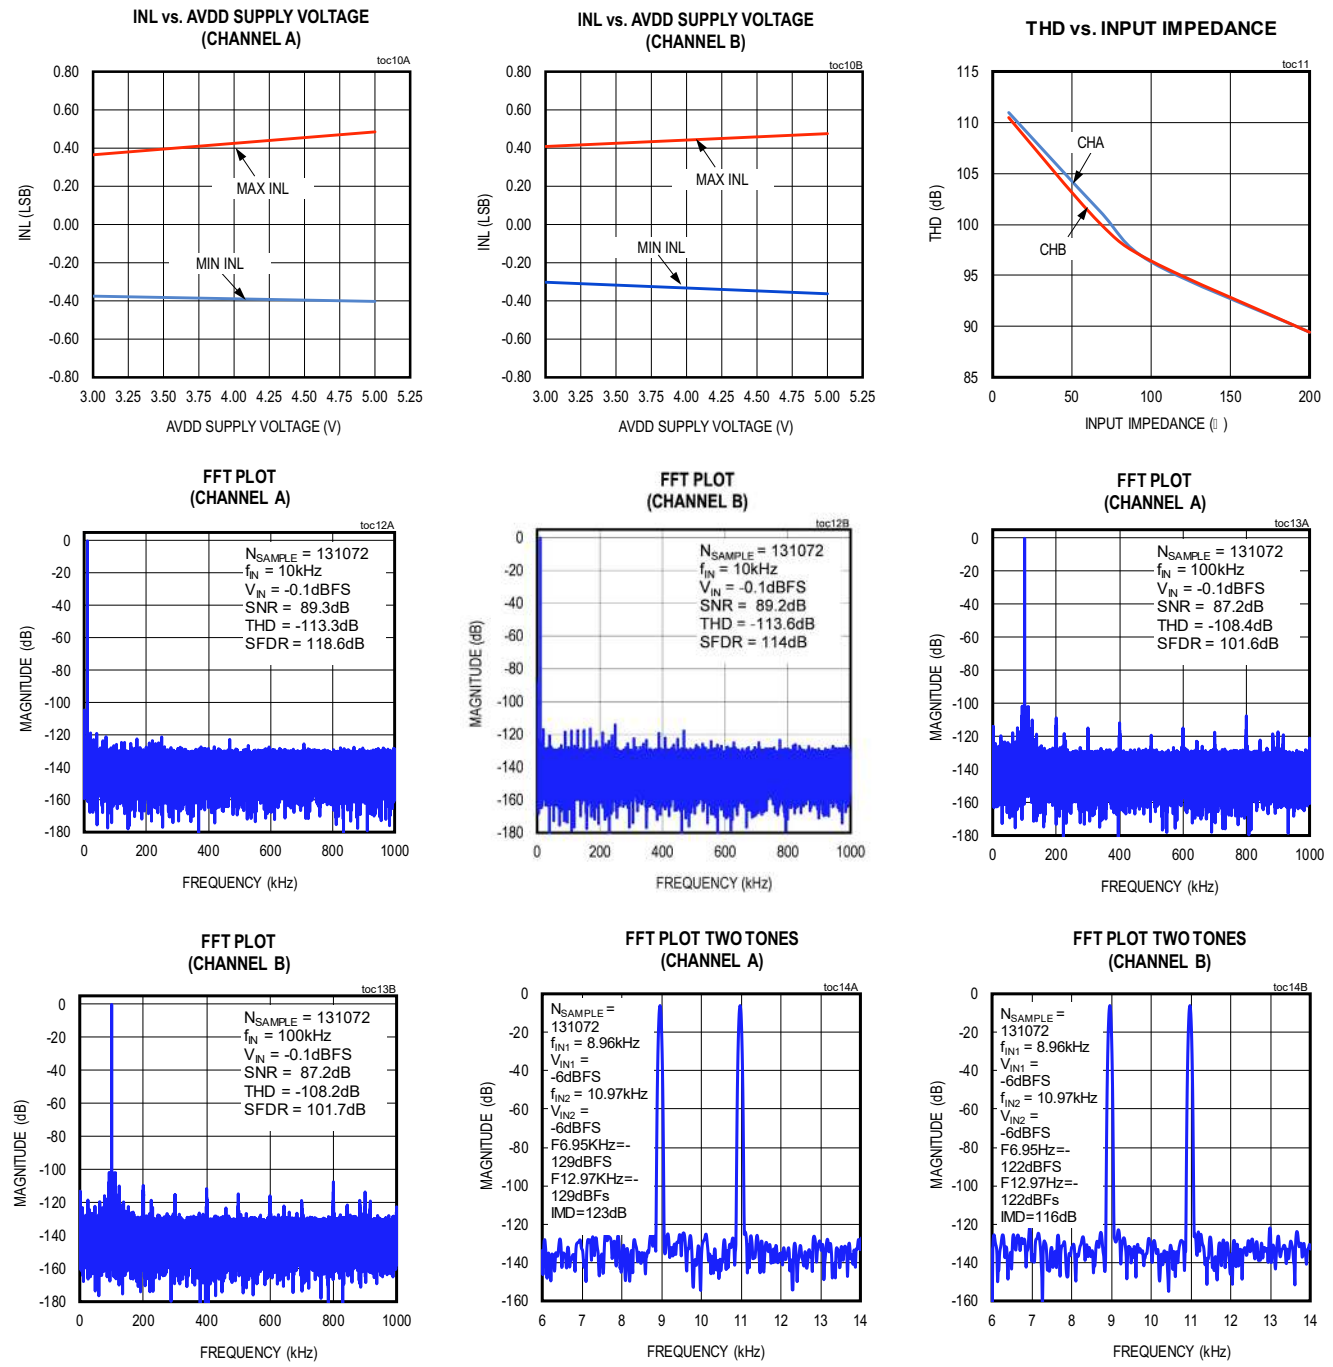 INL vs. AVDD SUPPLY VOLTAGE
(CHANNEL A)
toc10A
0.80
0.60
0.40
0.20
0.00
-0.20
-0.40
-0.60
-0.80
INL (LSB)
MAX INL
MIN INL
3.00 3.25 3.50 3.75 4.00 4.25 4.50 4.75 5.00 5.25
AVDD SUPPLY VOLTAGE (V)
INL vs. AVDD SUPPLY VOLTAGE
(CHANNEL B)
toc10B
0.80
0.60
0.40
0.20
0.00
-0.20
-0.40
-0.60
-0.80
INL (LSB)
MAX INL
MIN INL
3.00 3.25 3.50 3.75 4.00 4.25 4.50 4.75 5.00 5.25
AVDD SUPPLY VOLTAGE (V)
THD vs. INPUT IMPEDANCE
toc11
115
110
105
100
95
90
85
THD (dB)
CHA
CHB
0 50 100 150 200
INPUT IMPEDANCE (▯)
FFT PLOT
(CHANNEL A)
toc12A
0
-20
-40
-60
-80
-100
-120
-140
-160
-180
MAGNITUDE (dB)
NSAMPLE = 131072
fIN = 10kHz
VIN = -0.1dBFS
SNR = 89.3dB
THD = -113.3dB
SFDR = 118.6dB
0 200 400 600 800 1000
FREQUENCY (kHz)
FFT PLOT
(CHANNEL B)
toc12B
0
-20
-40
-60
-80
-100
-120
-140
-160
-180
MAGNITUDE (dB)
NSAMPLE = 131072
fIN = 10kHz
VIN = -0.1dBFS
SNR = 89.2dB
THD = -113.6dB
SFDR = 114dB
0 200 400 600 800 1000
FREQUENCY (kHz)
FFT PLOT
(CHANNEL A)
toc13A
0
-20
-40
-60
-80
-100
-120
-140
-160
-180
MAGNITUDE (dB)
NSAMPLE = 131072
fIN = 100kHz
VIN = -0.1dBFS
SNR = 87.2dB
THD = -108.4dB
SFDR = 101.6dB
0 200 400 600 800 1000
FREQUENCY (kHz)
FFT PLOT
(CHANNEL B)
toc13B
0
-20
-40
-60
-80
-100
-120
-140
-160
-180
MAGNITUDE (dB)
NSAMPLE = 131072
fIN = 100kHz
VIN = -0.1dBFS
SNR = 87.2dB
THD = -108.2dB
SFDR = 101.7dB
0 200 400 600 800 1000
FREQUENCY (kHz)
FFT PLOT TWO TONES
(CHANNEL A)
toc14A
0
-20
-40
-60
-80
-100
-120
-140
-160
MAGNITUDE (dB)
NSAMPLE =
131072
fIN1 = 8.96kHz
VIN1 =
-6dBFS
fIN2 = 10.97kHz
VIN2 =
-6dBFS
F6.95KHz=-
129dBFS
F12.97KHz=-
129dBFs
IMD=123dB
6 7 8 9 10 11 12 13 14
FREQUENCY (kHz)
FFT PLOT TWO TONES
(CHANNEL B)
toc14B
0
-20
-40
-60
-80
-100
-120
-140
-160
MAGNITUDE (dB)
NSAMPLE =
131072
fIN1 = 8.96kHz
VIN1 =
-6dBFS
fIN2 = 10.97kHz
VIN2 =
-6dBFS
F6.95Hz=-
122dBFS
F12.97Hz=-
122dBFs
IMD=116dB
6 7 8 9 10 11 12 13 14
FREQUENCY (kHz)